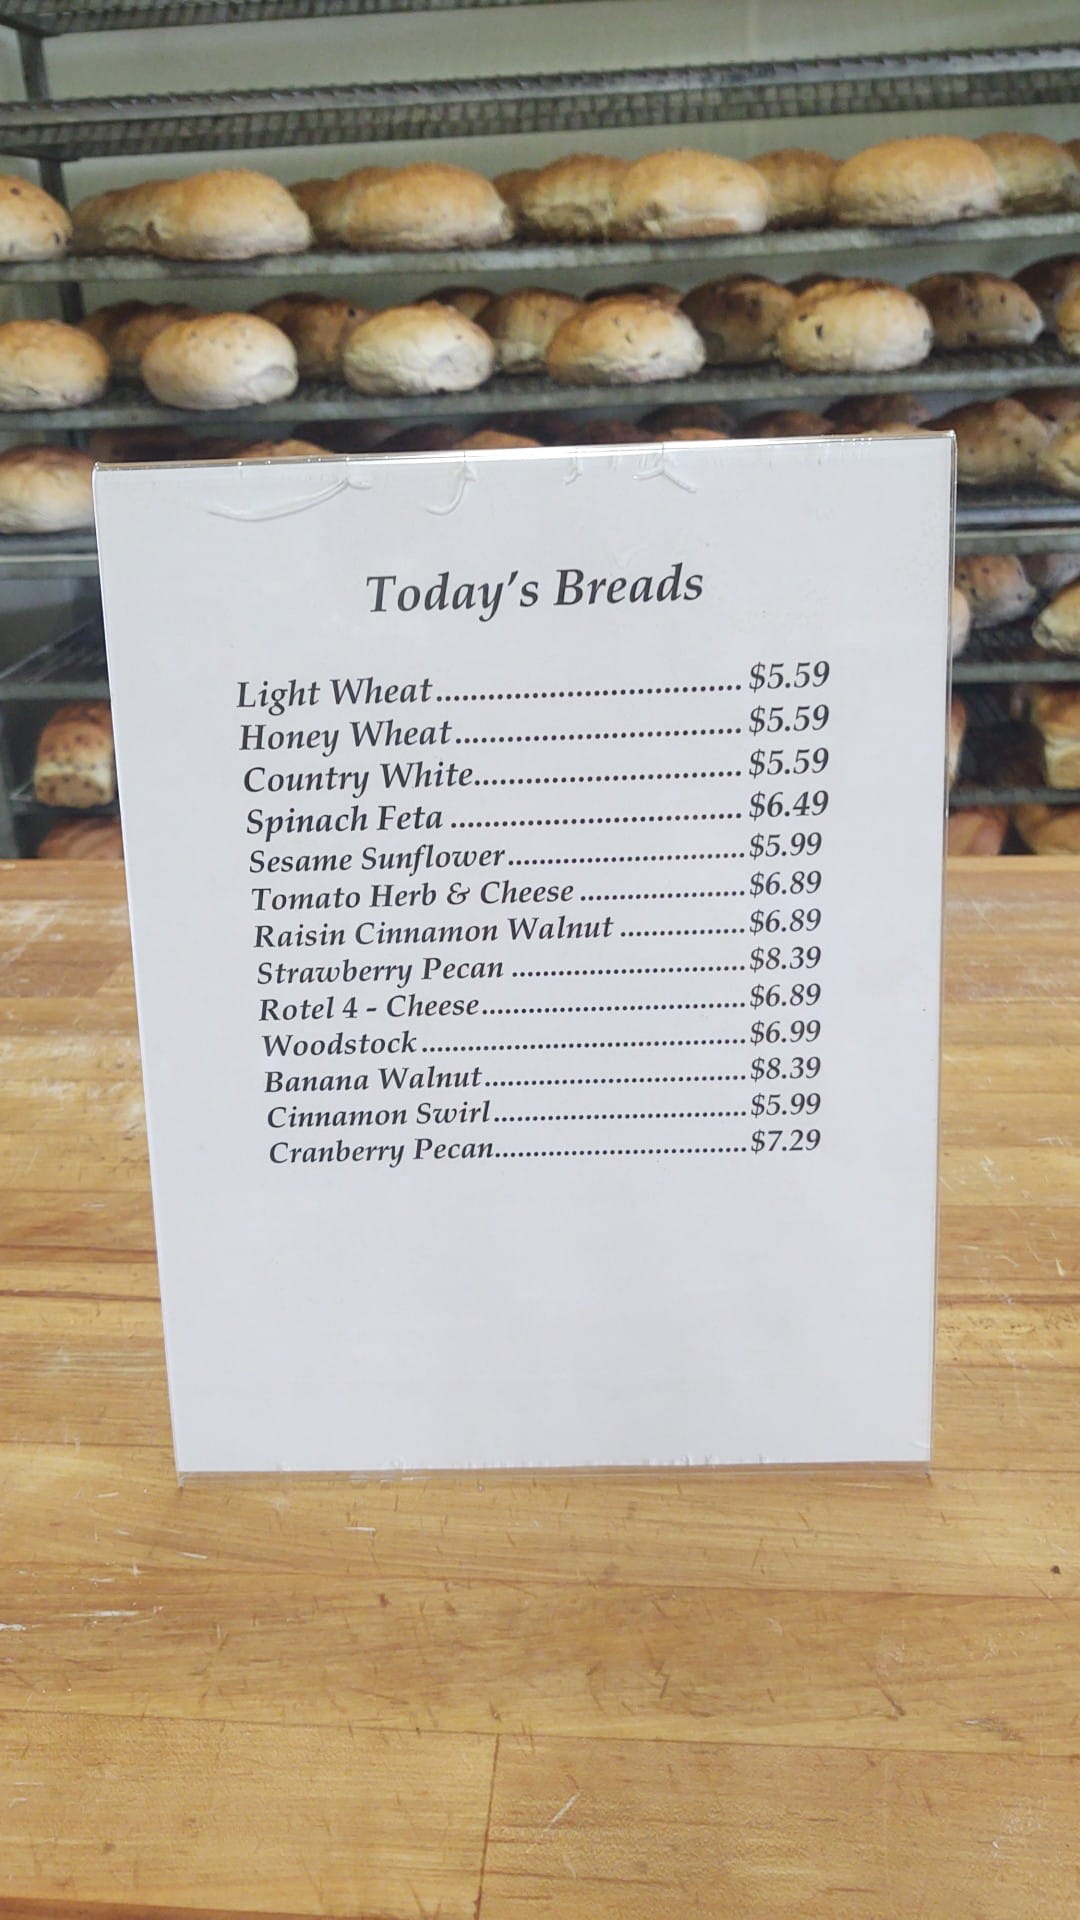 Today's Breads
Light Wheat.................................... $5.59
Honey Wheat.................................. $5.59
Country White................................ $5.59
Spinach Feta ................................... $6.49
Sesame Sunflower............................$5.99
Tomato Herb & Cheese ....................$6.89
Raisin Cinnamon Walnut ...............$6.89
Strawberry Pecan ............................$8.39
Rotel 4 - Cheese................................$6.89
Woodstock.......................................$6.99
Banana Walnut................................$8.39
Cinnamon Swirl..............................$5.99
Cranberry Pecan..............................$7.29